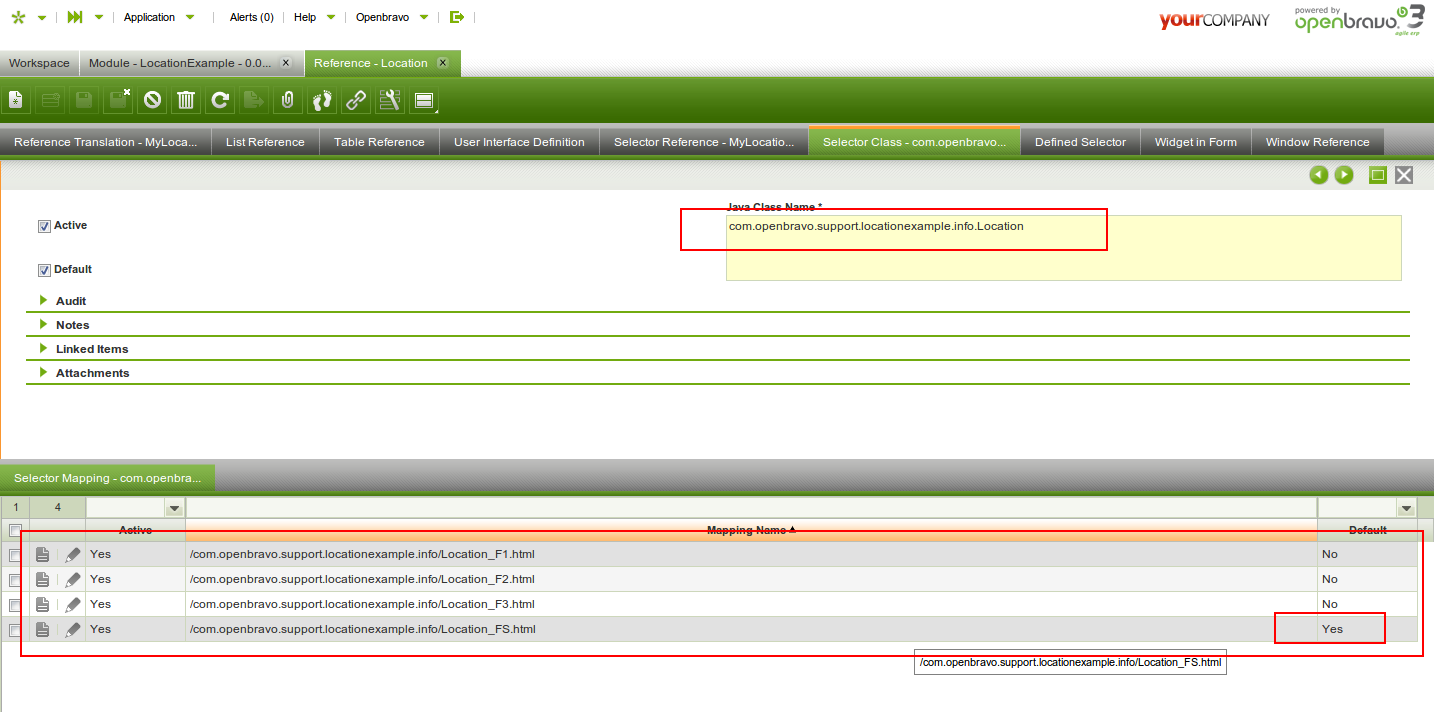 Application Alerts (0) Help Openbravo
yourCOMPANY
powered by
openbravo 3
agile erp
Workspace Module - LocationExample - 0.0... Reference - Location
Reference Translation - MyLoca... List Reference Table Reference User Interface Definition Selector Reference - MyLocatio... Selector Class - com.openbravo... Defined Selector Widget in Form Window Reference
Java Class Name *
Active
com.openbravo.support.locationexample.info.Location
Default
Audit
Notes
Linked Items
Attachments
Selector Mapping - com.openbra...
1 4
Active Mapping Name Default
Yes /com.openbravo.support.locationexample.info/Location_F1.html No
Yes /com.openbravo.support.locationexample.info/Location_F2.html No
Yes /com.openbravo.support.locationexample.info/Location_F3.html No
Yes /com.openbravo.support.locationexample.info/Location_FS.html Yes
/com.openbravo.support.locationexample.info/Location_FS.html